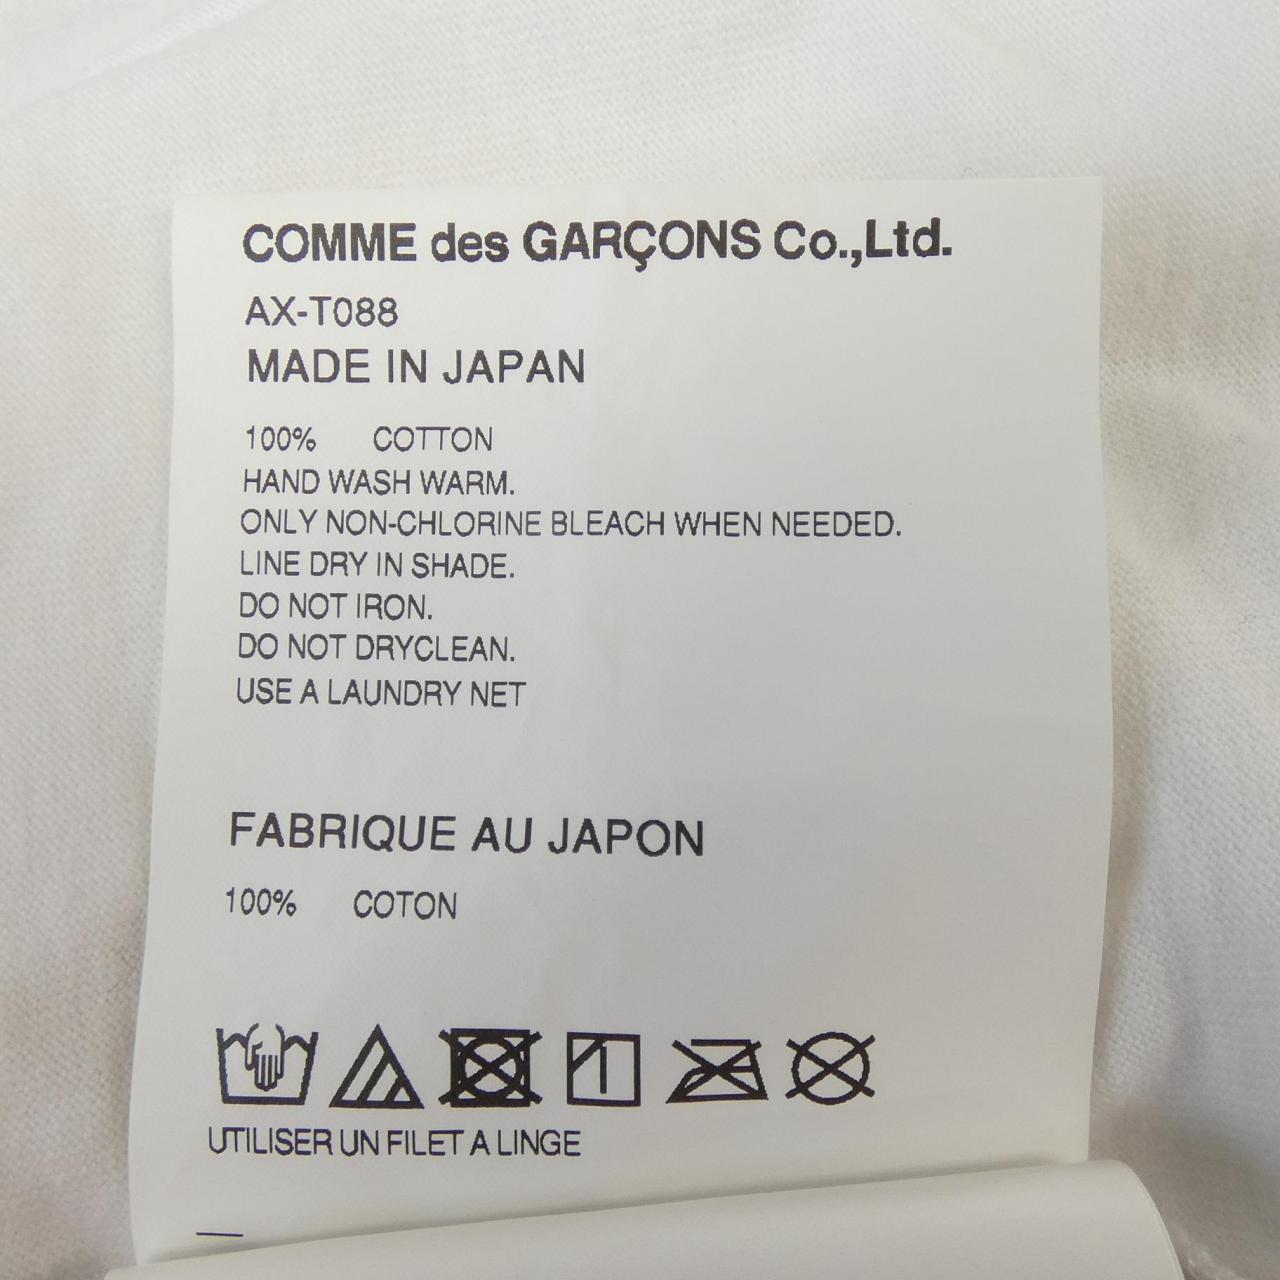 COMME des GARÇONS Co.,Ltd.
AX-T088
MADE IN JAPAN
100% COTTON
HAND WASH WARM.
ONLY NON-CHLORINE BLEACH WHEN NEEDED.
LINE DRY IN SHADE.
DO NOT IRON.
DO NOT DRYCLEAN.
USE A LAUNDRY NET
FABRIQUE AU JAPON
100% COTON
UTILISER UN FILET A LINGE